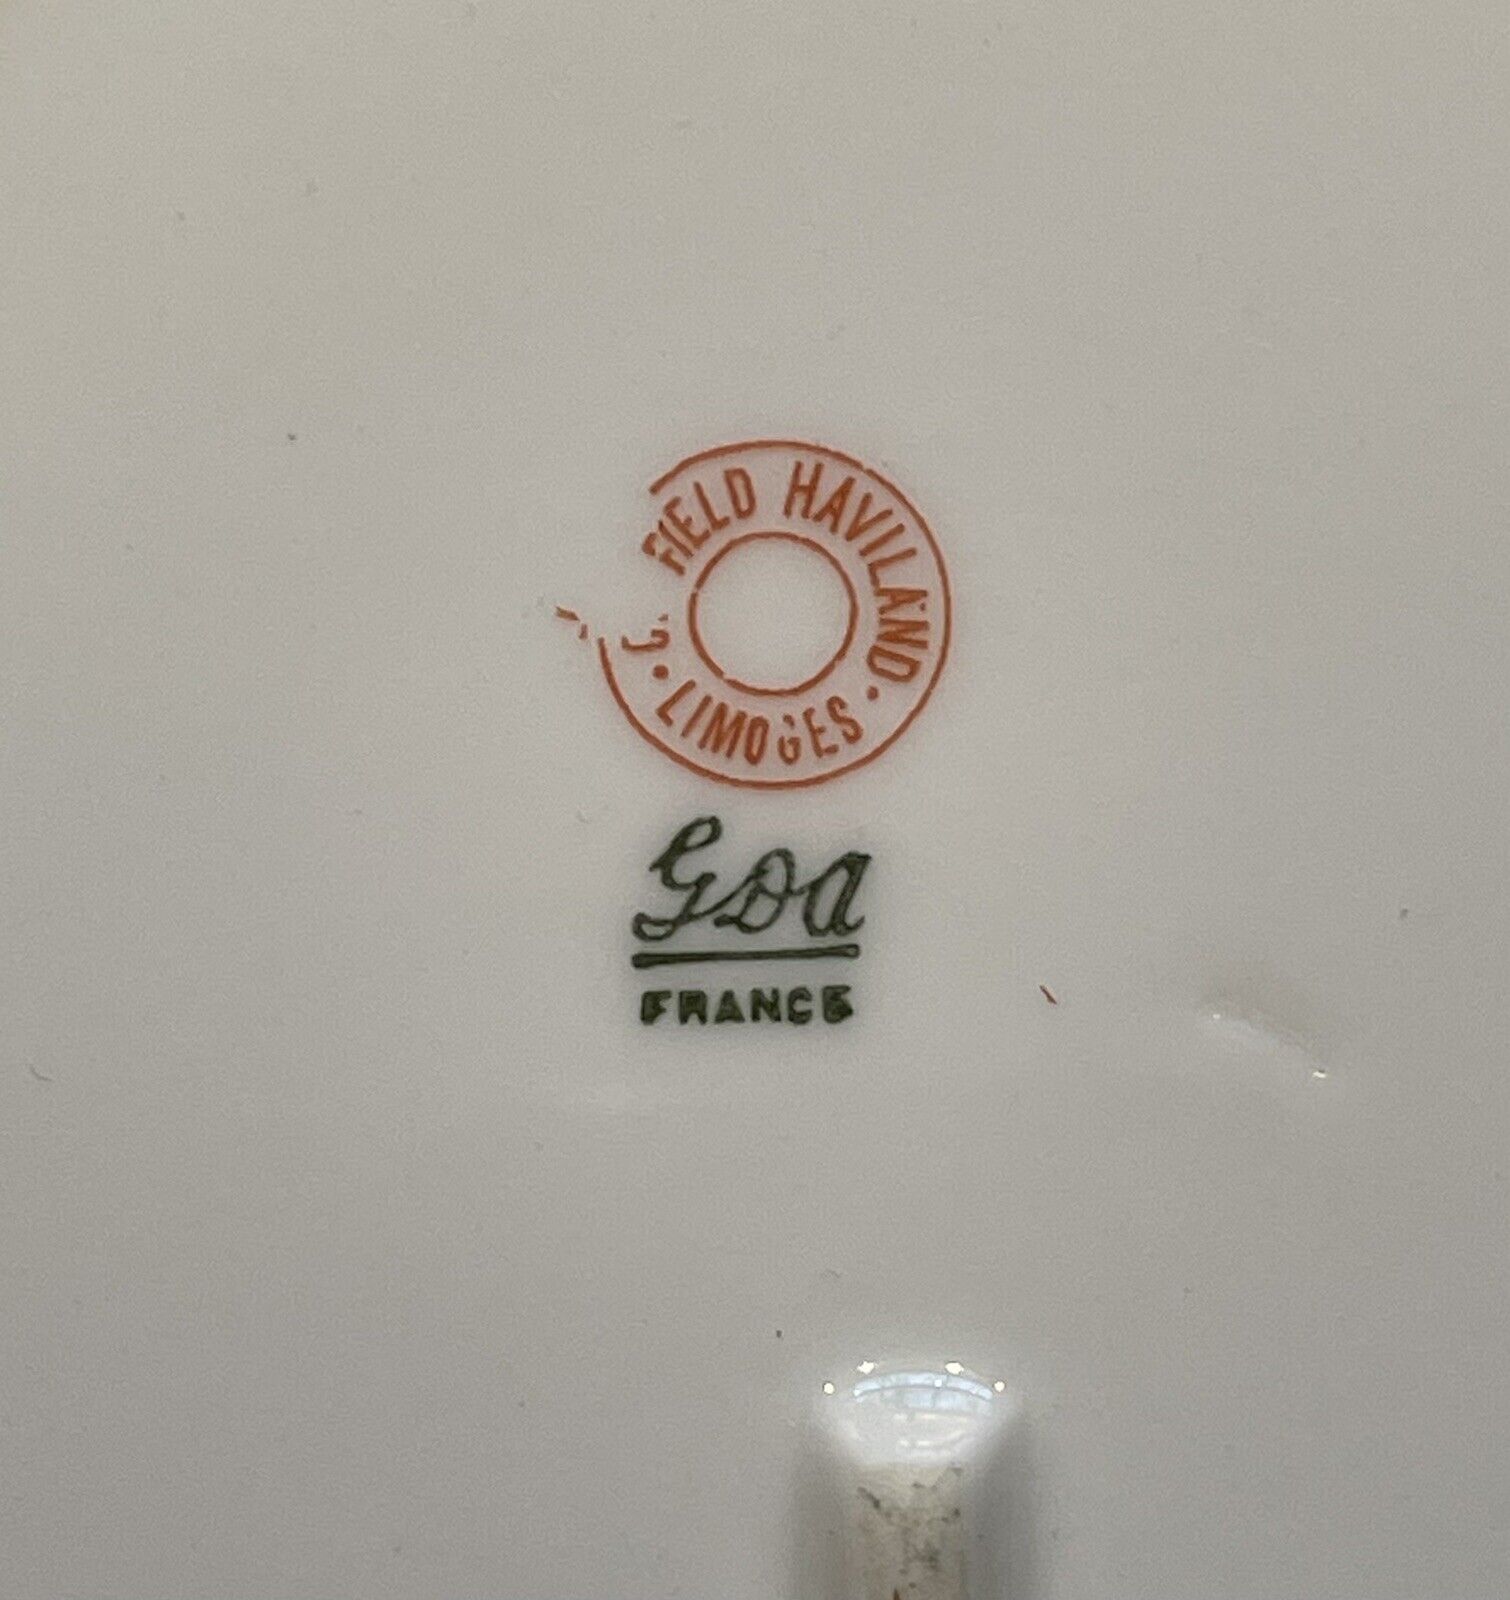 FIELD HAVILAND
· LIMOGES ·
GDA
FRANCE